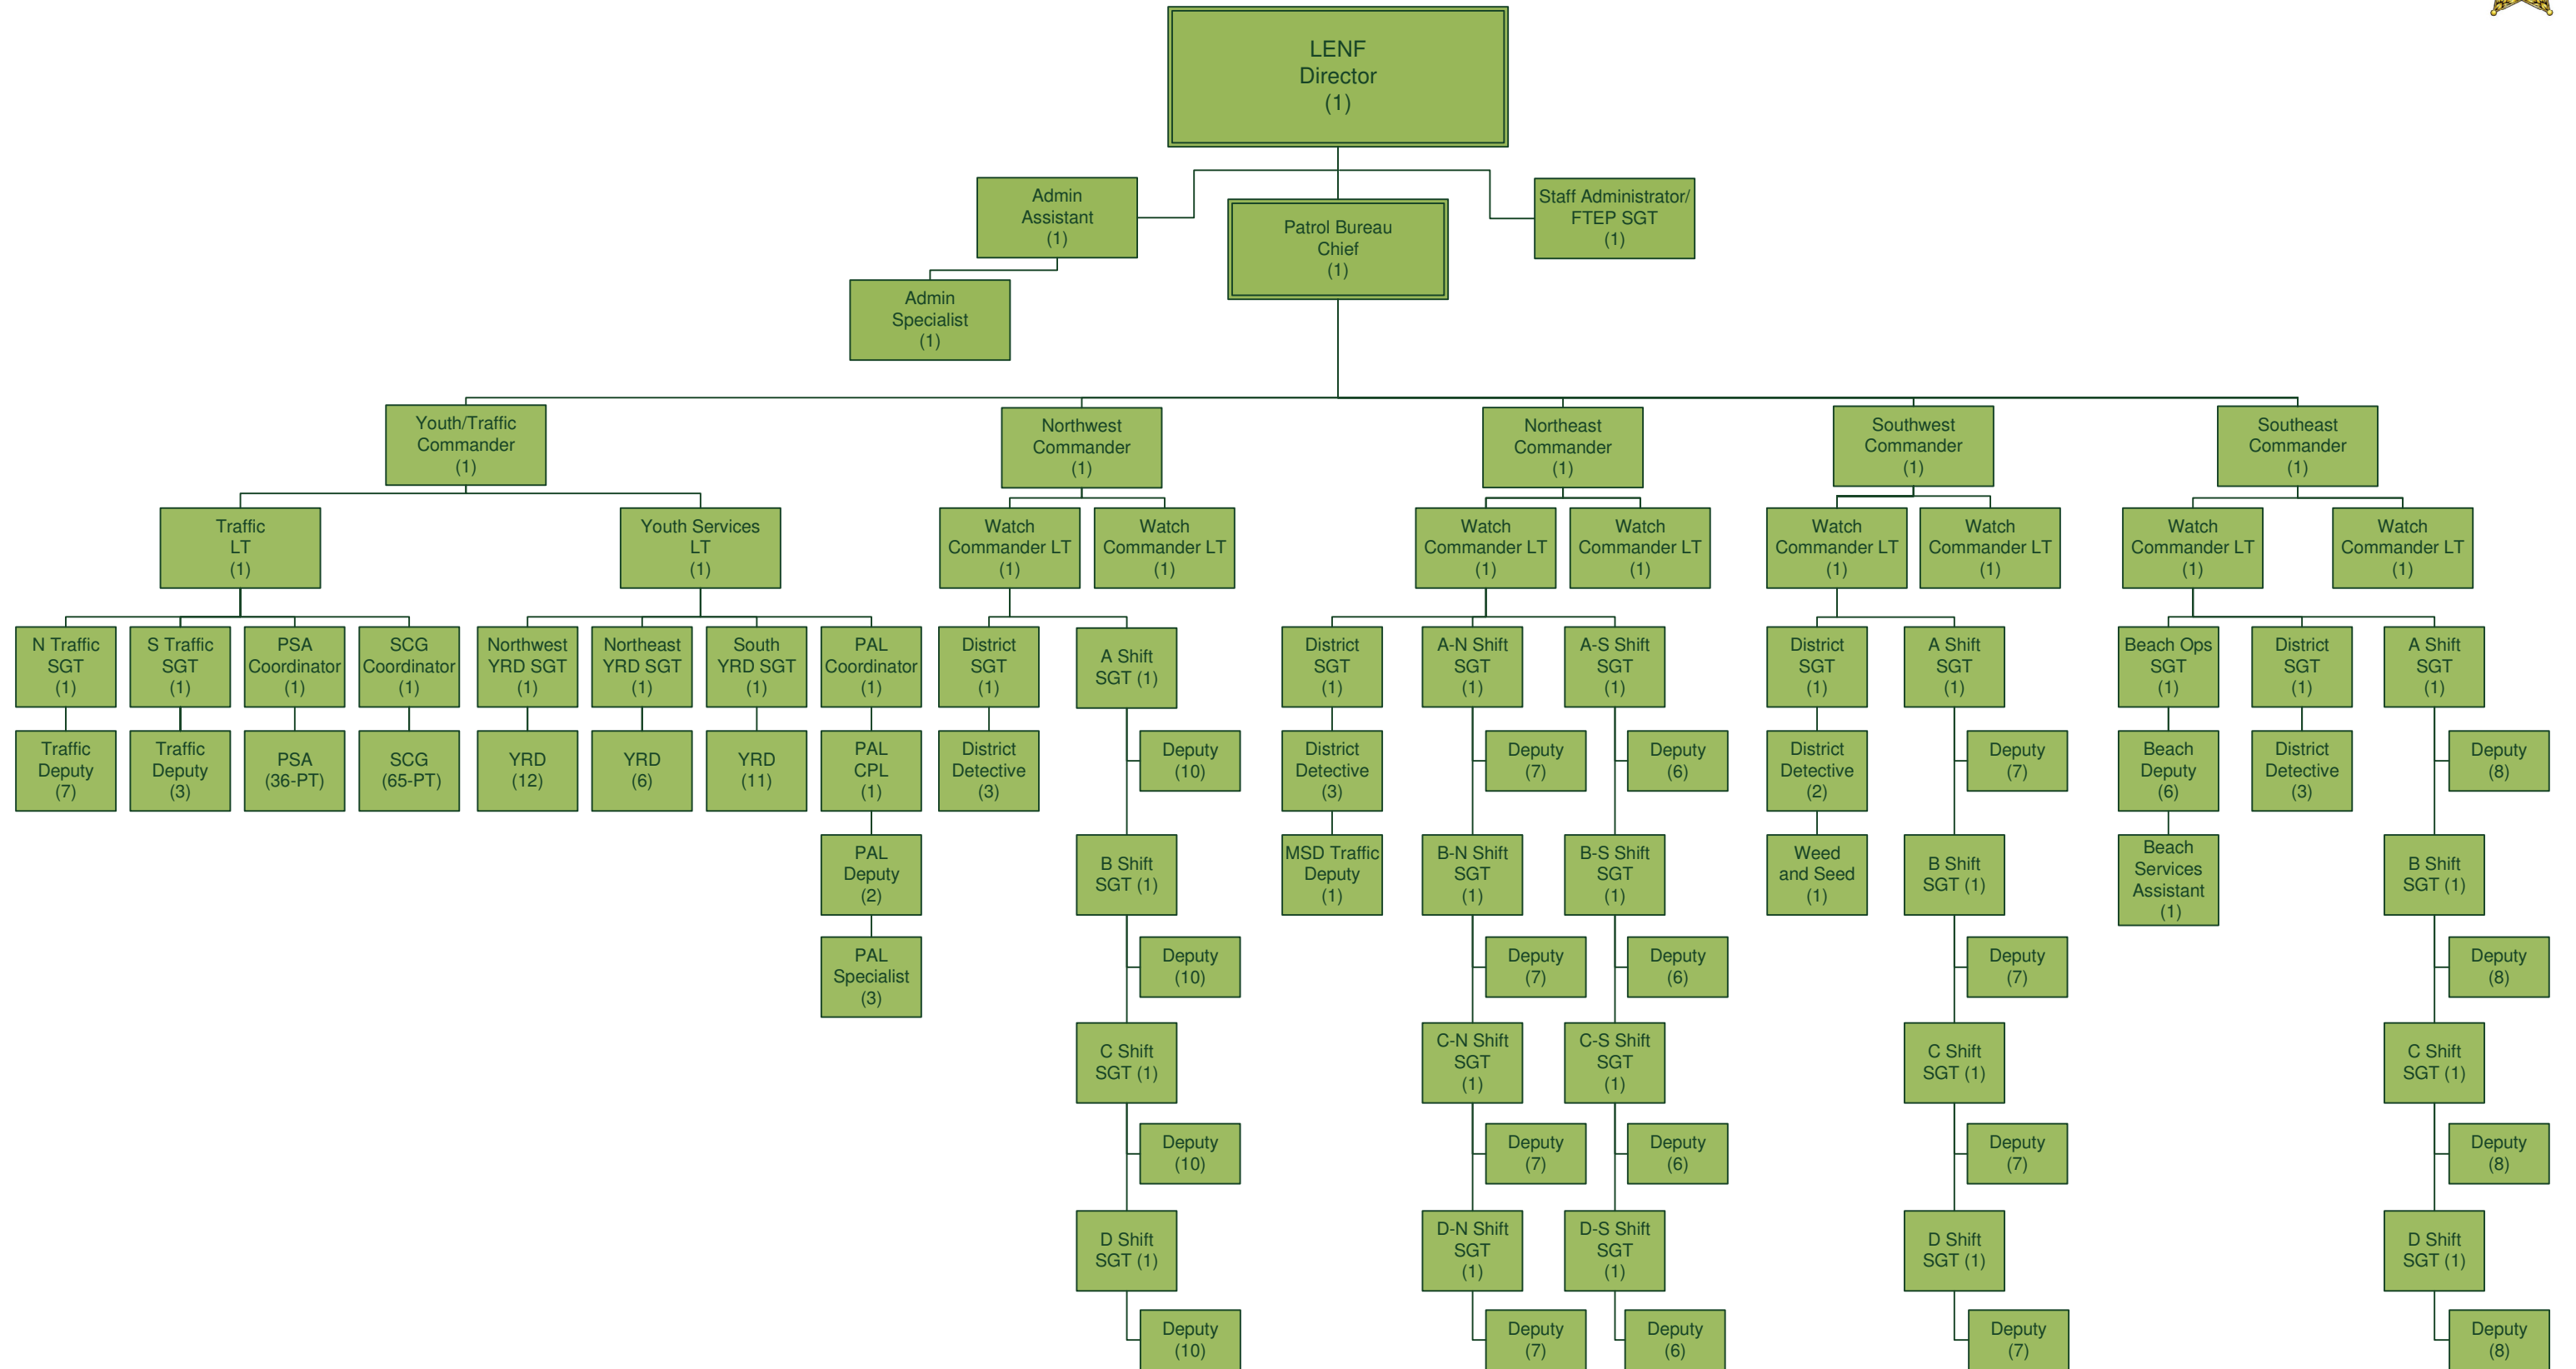 LENF
Director
(1)
Admin
Assistant
(1)
Patrol Bureau
Chief
(1)
Staff Administrator/
FTEP SGT
(1)
Admin
Specialist
(1)
Youth/Traffic
Commander
(1)
Northwest
Commander
(1)
Northeast
Commander
(1)
Southwest
Commander
(1)
Southeast
Commander
(1)
Traffic
LT
(1)
Youth Services
LT
(1)
Watch
Commander LT
(1)
Watch
Commander LT
(1)
Watch
Commander LT
(1)
Watch
Commander LT
(1)
Watch
Commander LT
(1)
Watch
Commander LT
(1)
Watch
Commander LT
(1)
Watch
Commander LT
(1)
N Traffic
SGT
(1)
S Traffic
SGT
(1)
PSA
Coordinator
(1)
SCG
Coordinator
(1)
Northwest
YRD SGT
(1)
Northeast
YRD SGT
(1)
South
YRD SGT
(1)
PAL
Coordinator
(1)
District
SGT
(1)
A Shift
SGT (1)
District
SGT
(1)
A-N Shift
SGT
(1)
A-S Shift
SGT
(1)
District
SGT
(1)
A Shift
SGT
(1)
Beach Ops
SGT
(1)
District
SGT
(1)
A Shift
SGT
(1)
Traffic
Deputy
(7)
Traffic
Deputy
(3)
PSA
(36-PT)
SCG
(65-PT)
YRD
(12)
YRD
(6)
YRD
(11)
PAL
CPL
(1)
District
Detective
(3)
Deputy
(10)
District
Detective
(3)
Deputy
(7)
Deputy
(6)
District
Detective
(2)
Deputy
(7)
Beach
Deputy
(6)
District
Detective
(3)
Deputy
(8)
PAL
Deputy
(2)
B Shift
SGT (1)
MSD Traffic
Deputy
(1)
B-N Shift
SGT
(1)
B-S Shift
SGT
(1)
Weed
and Seed
(1)
B Shift
SGT (1)
Beach
Services
Assistant
(1)
B Shift
SGT (1)
PAL
Specialist
(3)
Deputy
(10)
Deputy
(7)
Deputy
(6)
Deputy
(7)
Deputy
(8)
C Shift
SGT (1)
C-N Shift
SGT
(1)
C-S Shift
SGT
(1)
C Shift
SGT (1)
C Shift
SGT (1)
Deputy
(10)
Deputy
(7)
Deputy
(6)
Deputy
(7)
Deputy
(8)
D Shift
SGT (1)
D-N Shift
SGT
(1)
D-S Shift
SGT
(1)
D Shift
SGT (1)
D Shift
SGT (1)
Deputy
(10)
Deputy
(7)
Deputy
(6)
Deputy
(7)
Deputy
(8)